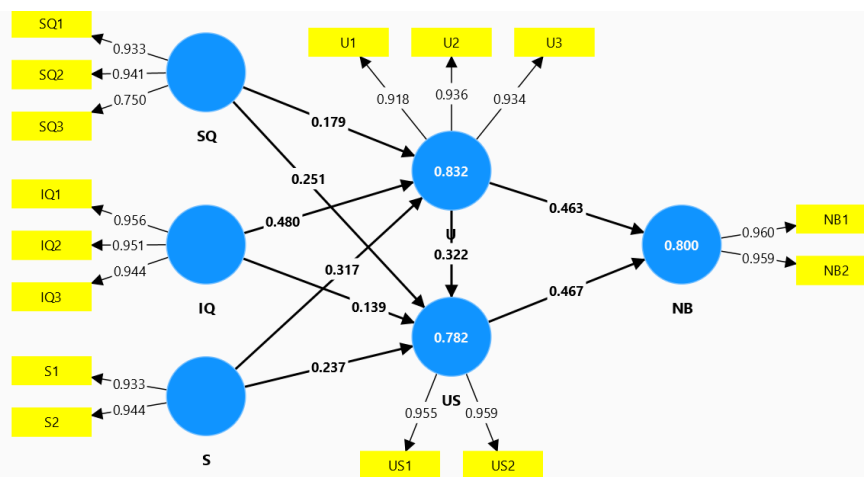 SQ1
0.933
SQ2
0.941
0.750
SQ3
SQ
U1
U2
U3
0.918
0.936
0.934
0.179
0.832
0.251
U
IQ1
0.956
IQ2
0.951
0.944
IQ3
IQ
0.480
0.317
0.139
0.322
0.463
0.467
0.800
NB
0.960
NB1
0.959
NB2
S1
0.933
0.944
S2
S
0.237
0.782
US
0.955
0.959
US1
US2